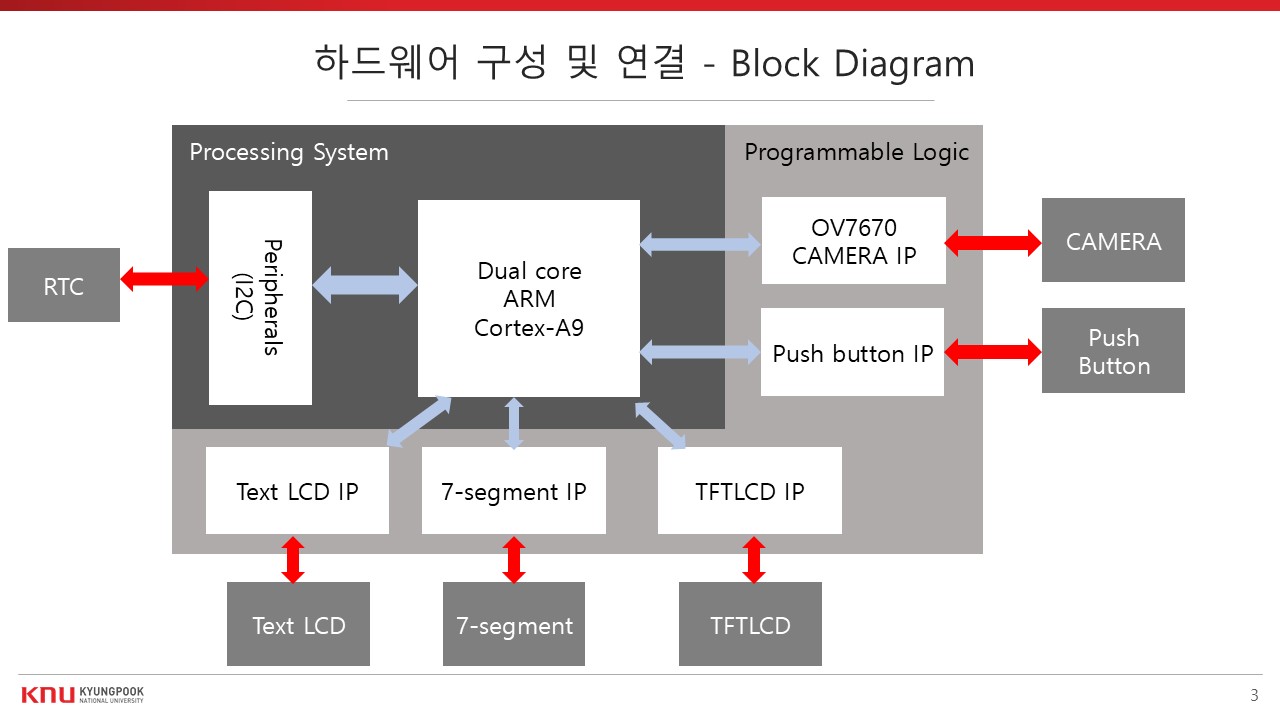 하드웨어 구성 및 연결 - Block Diagram
Processing System
Programmable Logic
RTC
Peripherals
(I2C)
Dual core
ARM
Cortex-A9
OV7670
CAMERA IP
CAMERA
Push button IP
Push
Button
Text LCD IP
7-segment IP
TFTLCD IP
Text LCD
7-segment
TFTLCD
KNU KYUNGPOOK
NATIONAL UNIVERSITY
3